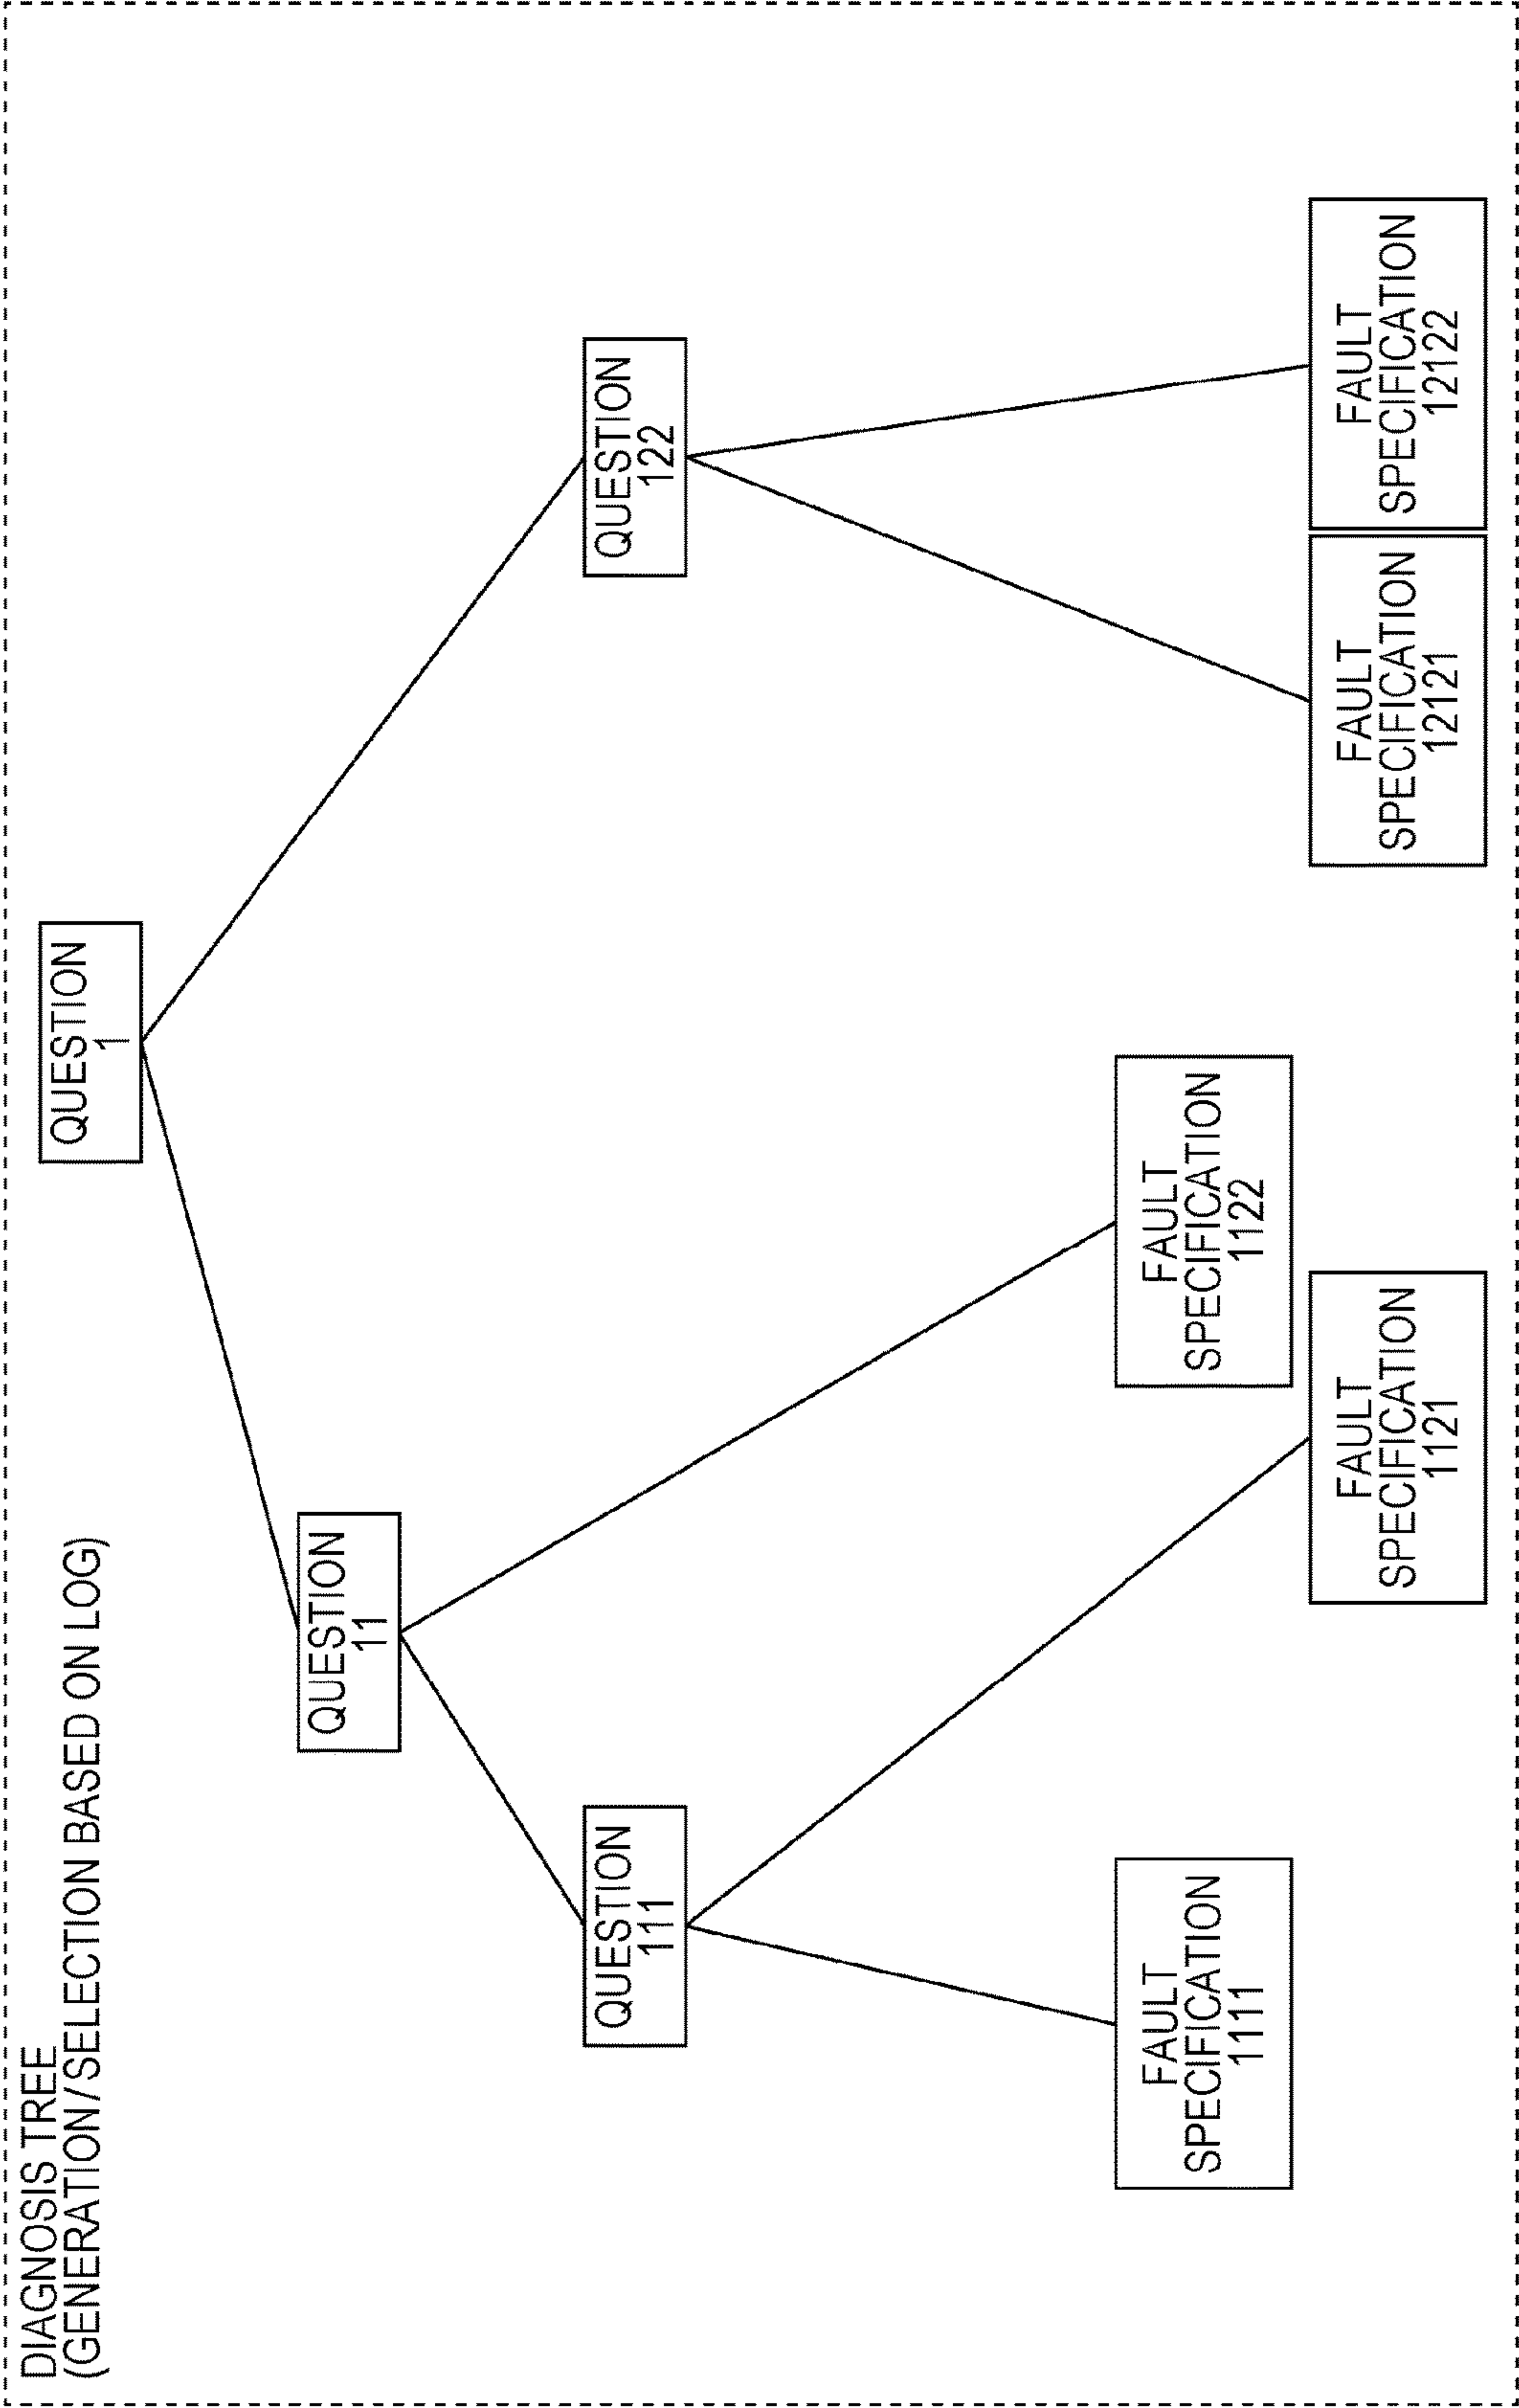 DIAGNOSIS TREE
(GENERATION/SELECTION BASED ON LOG)
QUESTION
1
QUESTION
11
QUESTION
111
QUESTION
122
FAULT
SPECIFICATION
1111
FAULT
SPECIFICATION
1122
FAULT
SPECIFICATION
1121
FAULT
SPECIFICATION
12121
FAULT
SPECIFICATION
12122